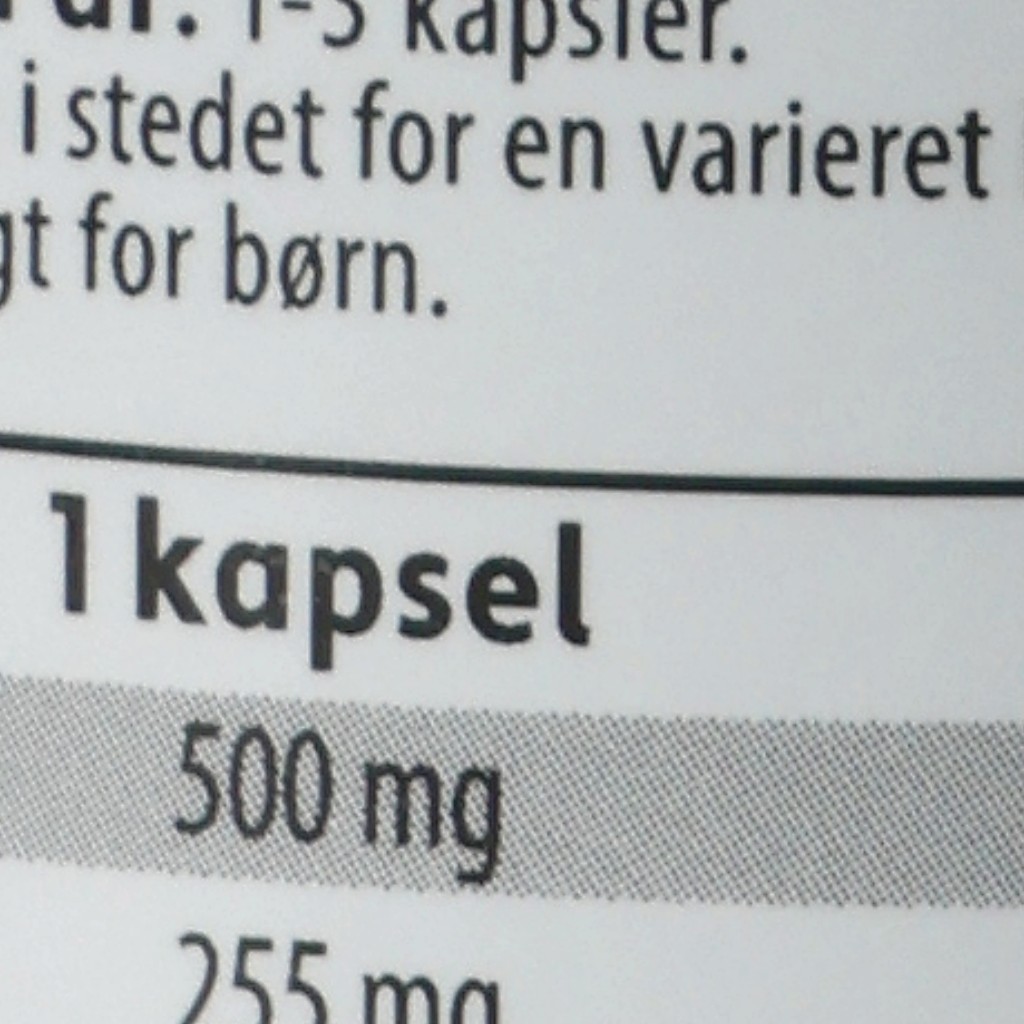 1-3 kapsler.
i stedet for en varieret
for børn.
1 kapsel
500 mg
255 mg